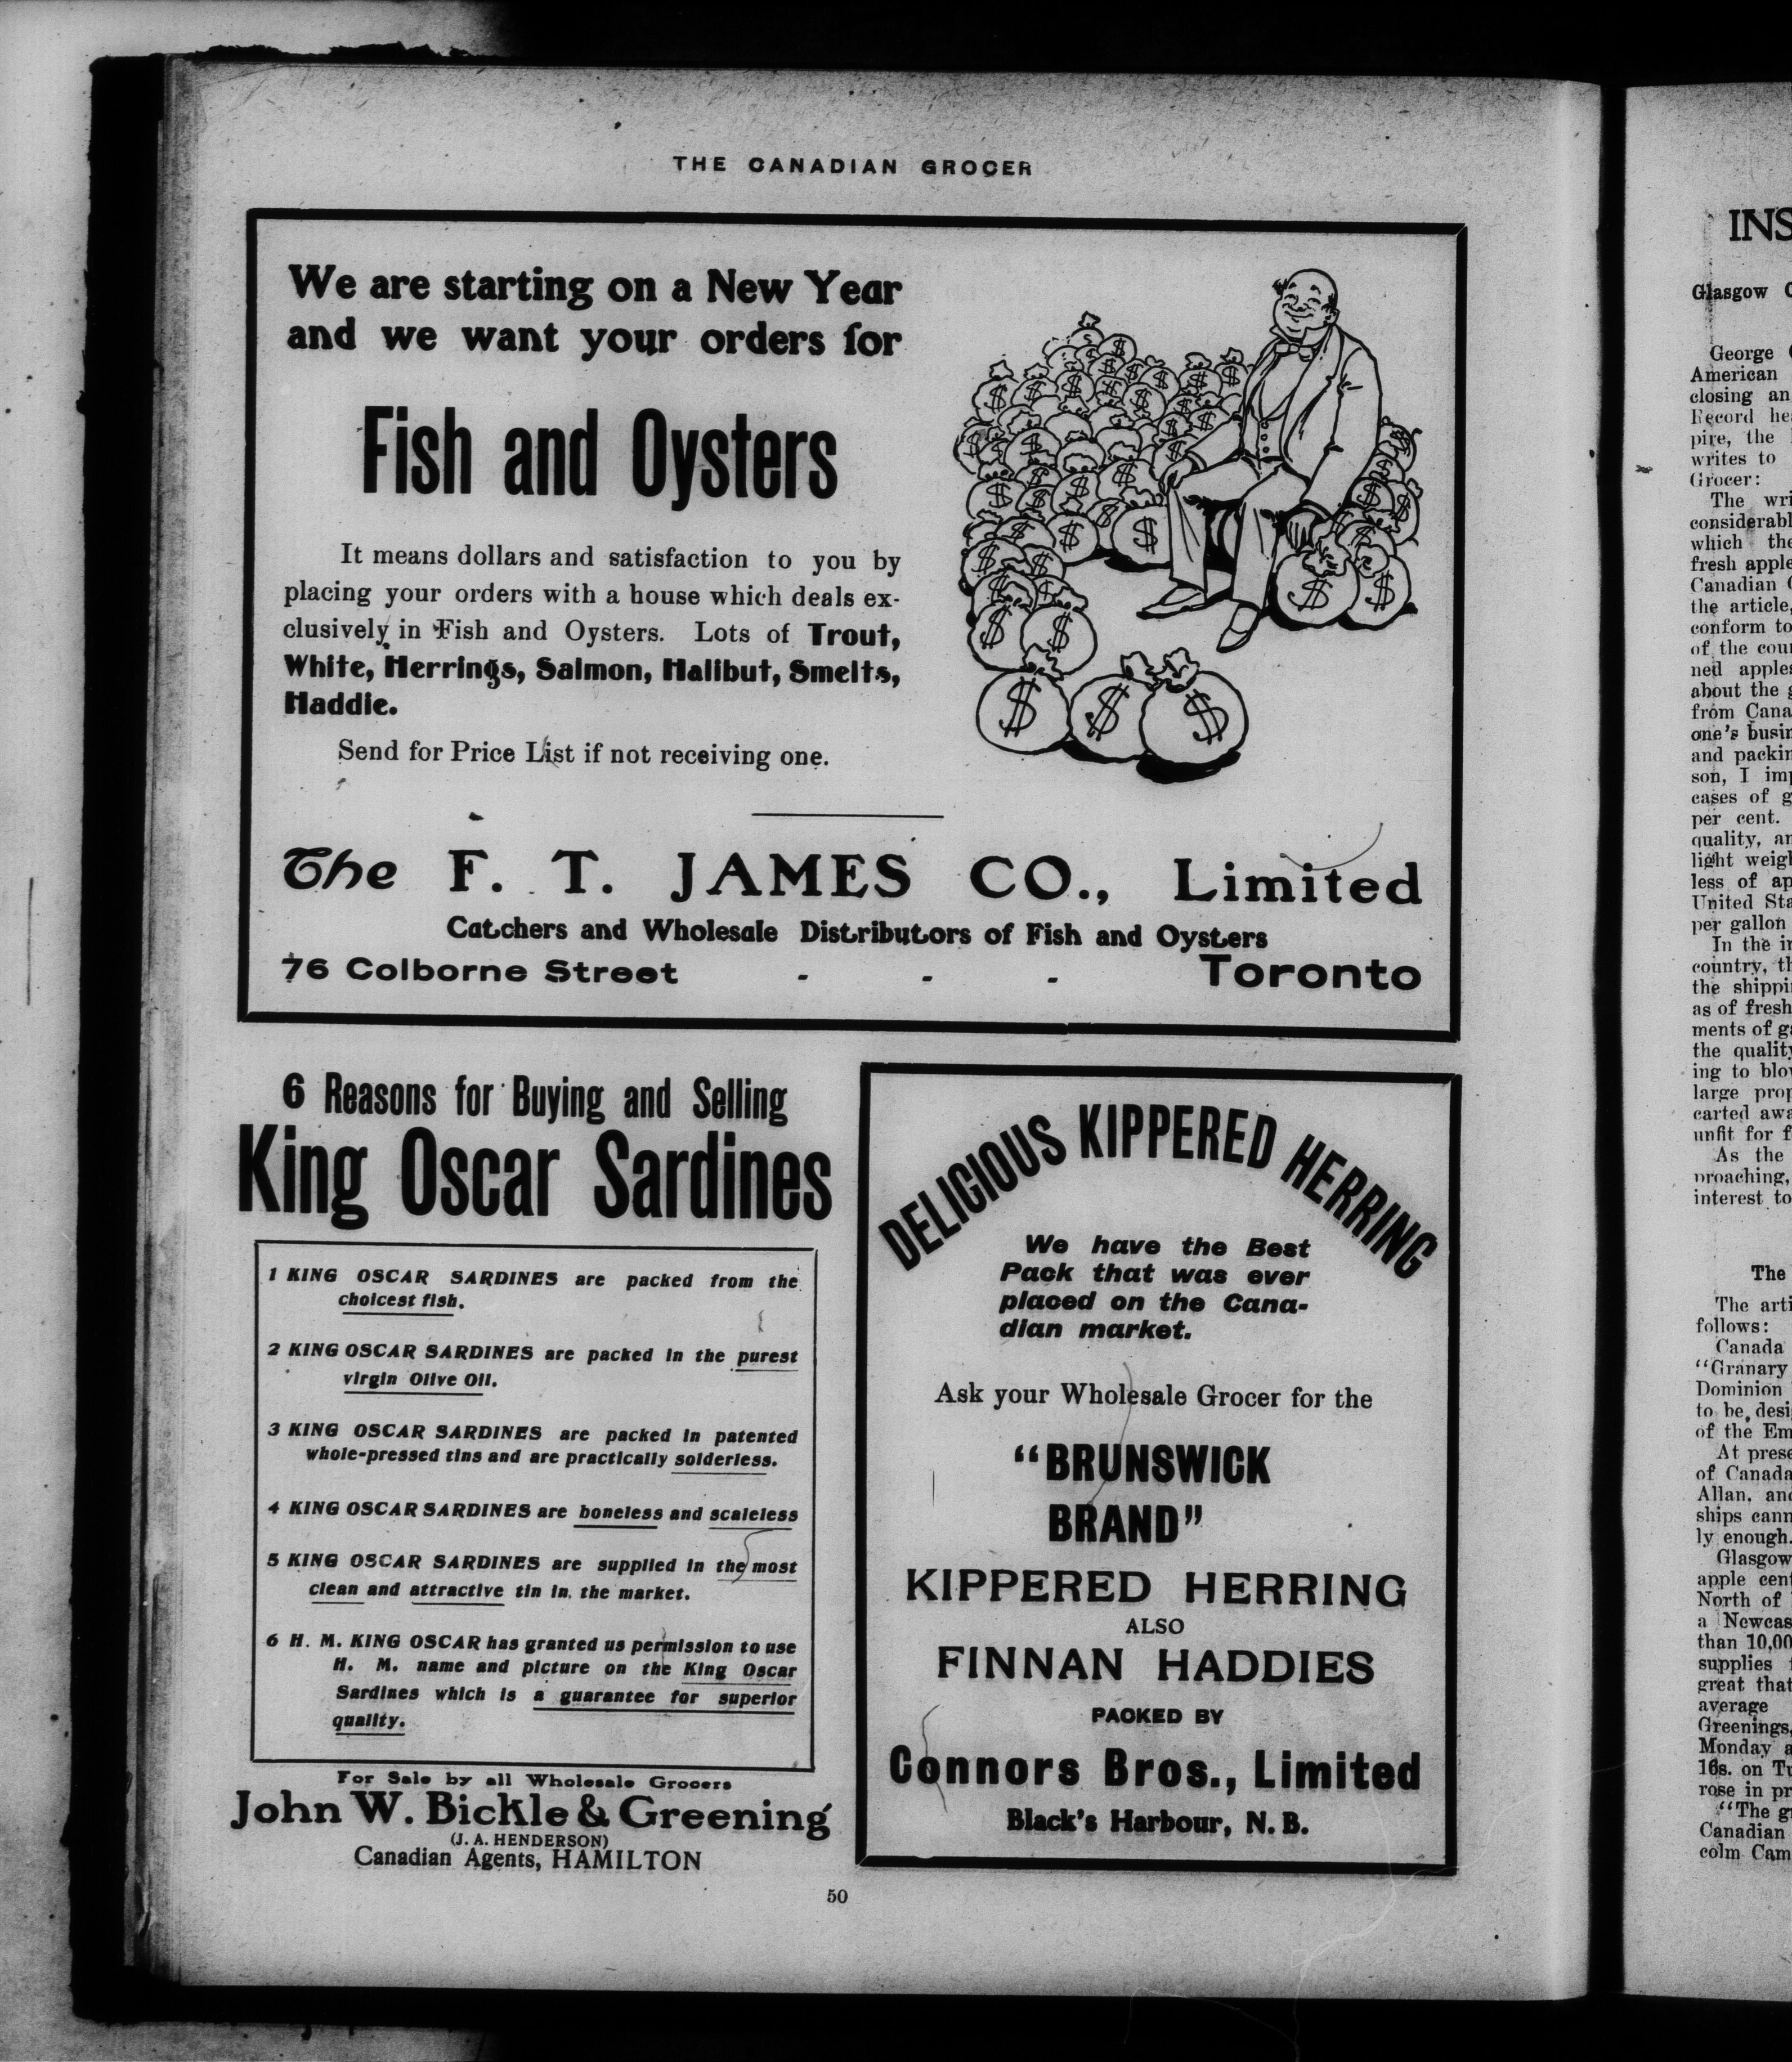 THE CANADIAN GROCER
We are starting on a New Year
and we want your orders for
Fish and Oysters
It means dollars and satisfaction to you by
placing your orders with a house which deals ex-
clusively in Fish and Oysters. Lots of Trout,
White, Herrings, Salmon, Halibut, Smelts,
Haddie.
Send for Price List if not receiving one.
The F. T. JAMES CO., Limited
Catchers and Wholesale Distributors of Fish and Oysters
76 Colborne Street - - - Toronto
6 Reasons for Buying and Selling
King Oscar Sardines
1 KING OSCAR SARDINES are packed from the
choicest fish.
2 KING OSCAR SARDINES are packed in the purest
virgin Olive Oil.
3 KING OSCAR SARDINES are packed in patented
whole-pressed tins and are practically solderless.
4 KING OSCAR SARDINES are boneless and scaleless
5 KING OSCAR SARDINES are supplied in the most
clean and attractive tin in the market.
6 H. M. KING OSCAR has granted us permission to use
H. M. name and picture on the King Oscar
Sardines which is a guarantee for superior
quality.
For Sale by all Wholesale Grocers
John W. Bickle & Greening
(J. A. HENDERSON)
Canadian Agents, HAMILTON
DELICIOUS KIPPERED HERRING
We have the Best
Pack that was ever
placed on the Cana-
dian market.
Ask your Wholesale Grocer for the
"BRUNSWICK
BRAND"
KIPPERED HERRING
ALSO
FINNAN HADDIES
PACKED BY
Connors Bros., Limited
Black's Harbour, N. B.
50
INS
Glasgow
George
American
closing an
Record
pire, the
writes to
Grocer:
The
which
fresh
Canadian
the article,
conform to
of the
about the
from
one's
and
son, I
cases of
per cent.
quality,
light
less of
United
per gallon
In the
country,
the
as of fresh
ments of
the quality
ing to
large
carted
unfit for
As the
proaching,
interest to
The
The
follows:
Canada
"Granary
Dominion
to be
of the
At
of Canada
Allan,
ships
ly enough.
Glasgow
apple
North of
a
than
supplies
great that
average
Greenings,
Monday
16s. on
rose in
"The
Canadian
colm